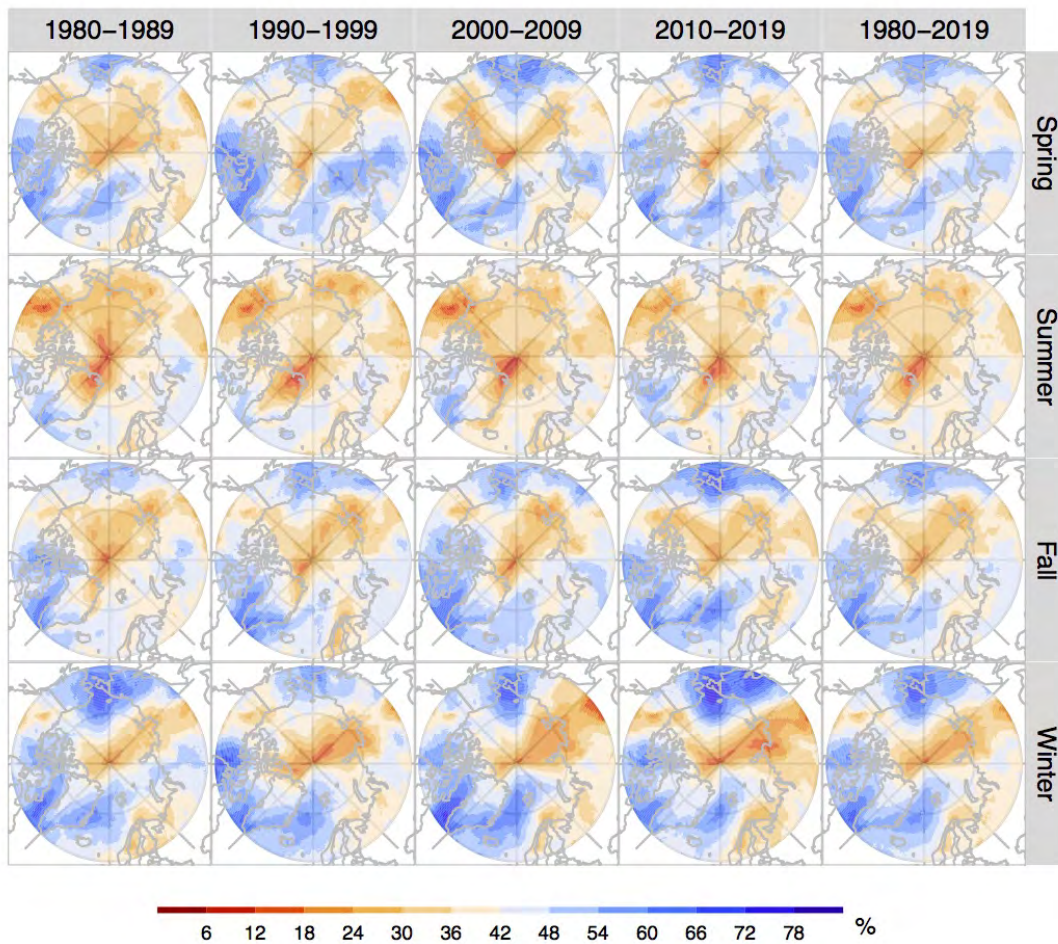 1980–1989 1990–1999 2000–2009 2010–2019 1980–2019
Spring
Summer
Fall
Winter
6 12 18 24 30 36 42 48 54 60 66 72 78 %